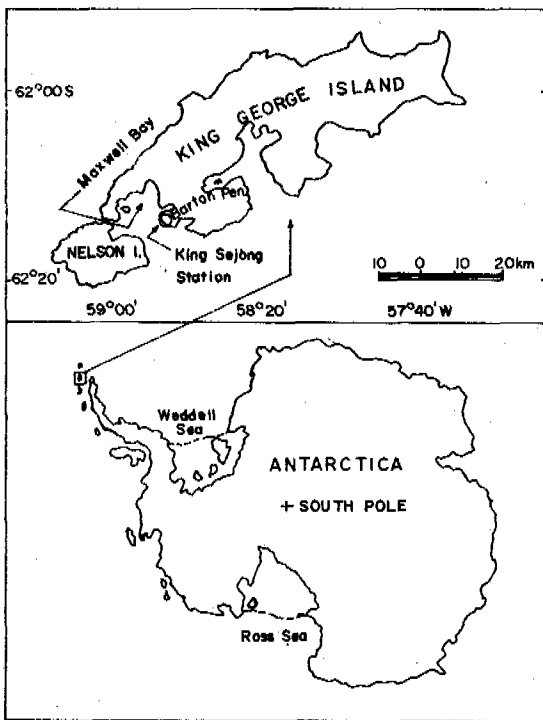 62°00'S
KING GEORGE ISLAND
Maxwell Bay
Barton Pen.
NELSON I.
King Sejong
Station
62°20'
10 0 10 20km
59°00'
58°20'
57°40'W
Weddell
Sea
ANTARCTICA
+ SOUTH POLE
Ross Sea